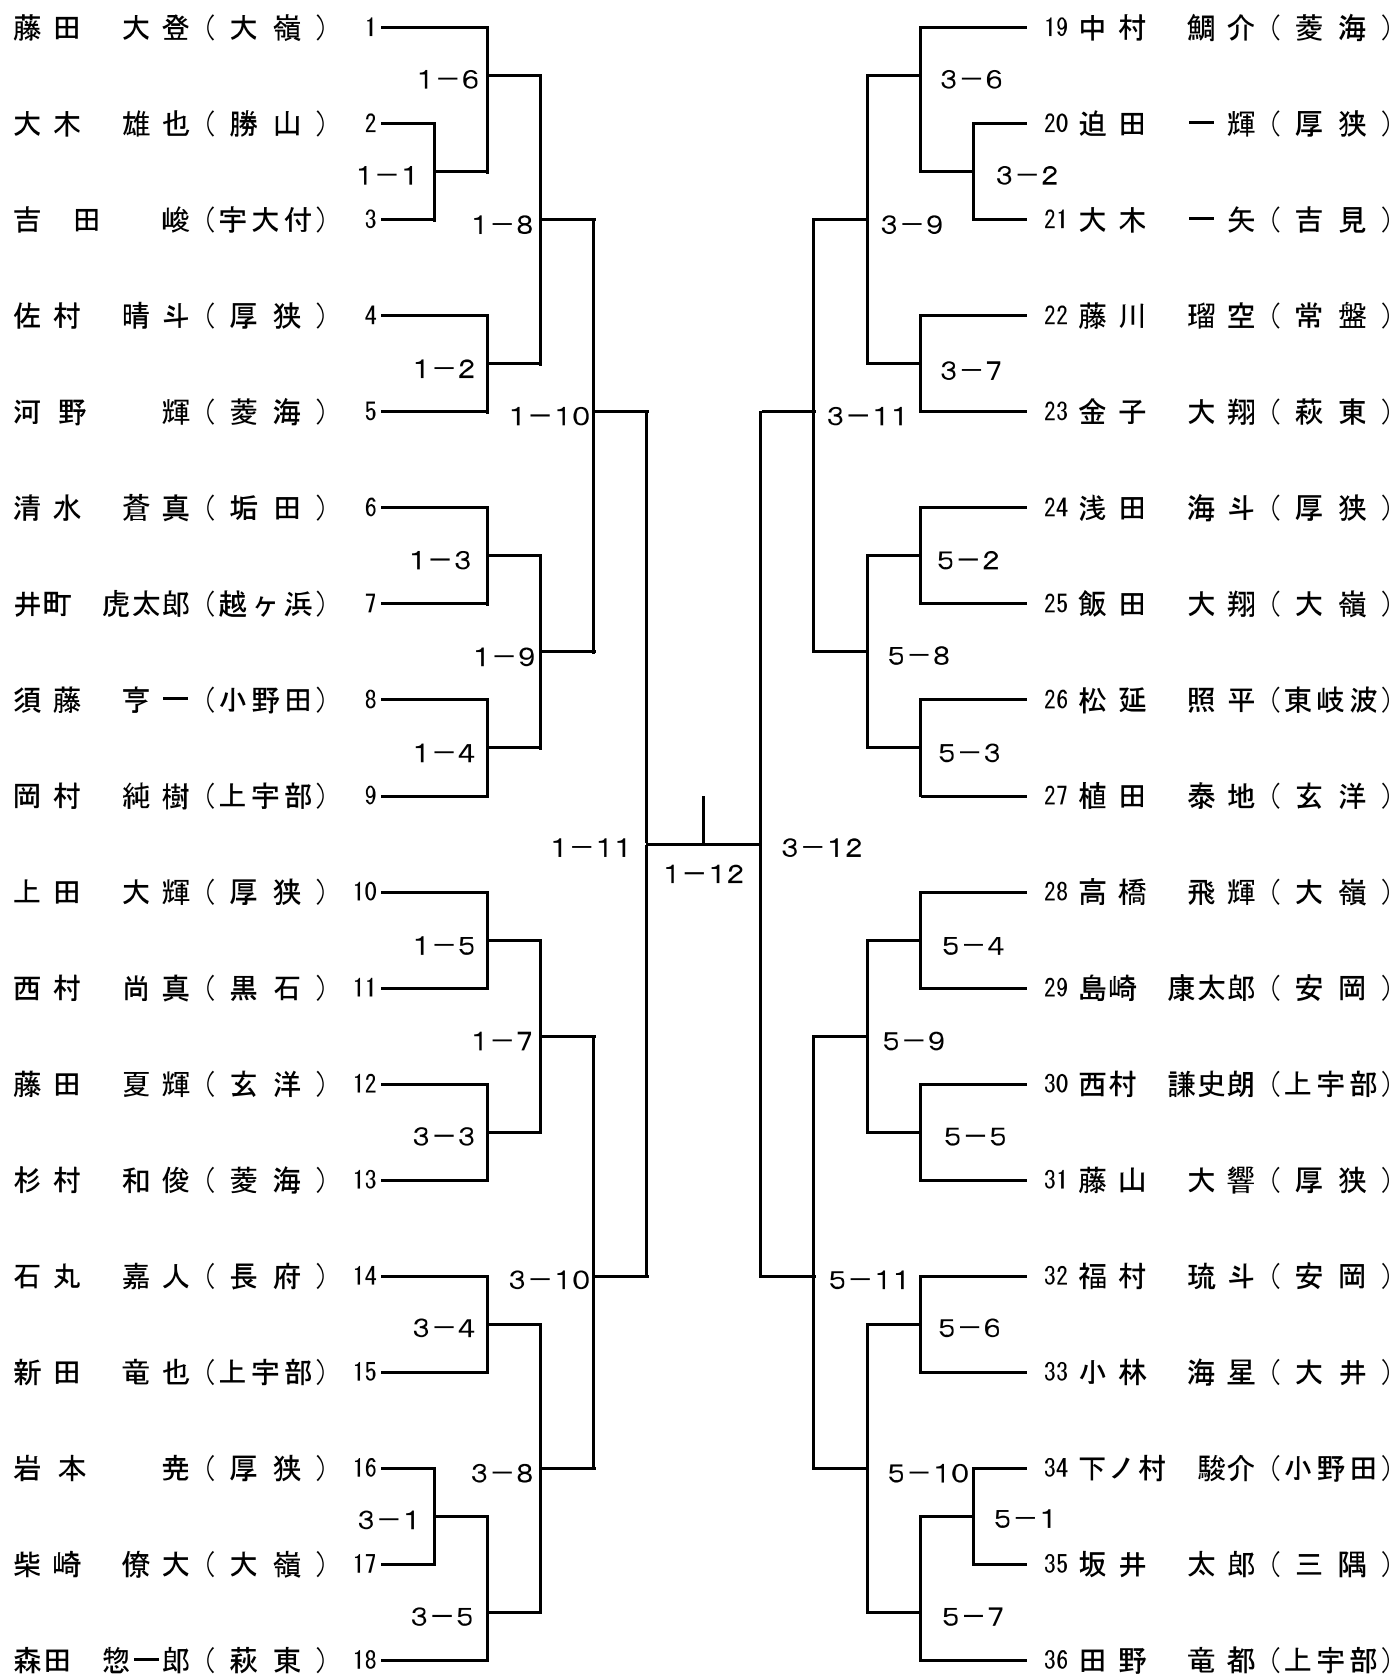 藤田 大登(大嶺) 1
1－6
大木 雄也(勝山) 2
1－1
吉田 峻(宇大付) 3
1－8
佐村 晴斗(厚狭) 4
1－2
河野 輝(菱海) 5
1－10
清水 蒼真(垢田) 6
1－3
井町 虎太郎(越ヶ浜) 7
1－9
須藤 亨一(小野田) 8
1－4
岡村 純樹(上宇部) 9
1－11
上田 大輝(厚狭) 10
1－5
西村 尚真(黒石) 11
1－7
藤田 夏輝(玄洋) 12
3－3
杉村 和俊(菱海) 13
3－10
石丸 嘉人(長府) 14
3－4
新田 竜也(上宇部) 15
3－8
岩本 尭(厚狭) 16
3－1
柴崎 僚大(大嶺) 17
3－5
森田 惣一郎(萩東) 18
1－12
19 中村 鯛介(菱海)
3－6
20 迫田 一輝(厚狭)
3－2
21 大木 一矢(吉見)
3－9
22 藤川 瑠空(常盤)
3－7
23 金子 大翔(萩東)
3－11
24 浅田 海斗(厚狭)
5－2
25 飯田 大翔(大嶺)
5－8
26 松延 照平(東岐波)
5－3
27 植田 泰地(玄洋)
3－12
28 高橋 飛輝(大嶺)
5－4
29 島崎 康太郎(安岡)
5－9
30 西村 謙史朗(上宇部)
5－5
31 藤山 大響(厚狭)
5－11
32 福村 琉斗(安岡)
5－6
33 小林 海星(大井)
5－10
34 下ノ村 駿介(小野田)
5－1
35 坂井 太郎(三隅)
5－7
36 田野 竜都(上宇部)